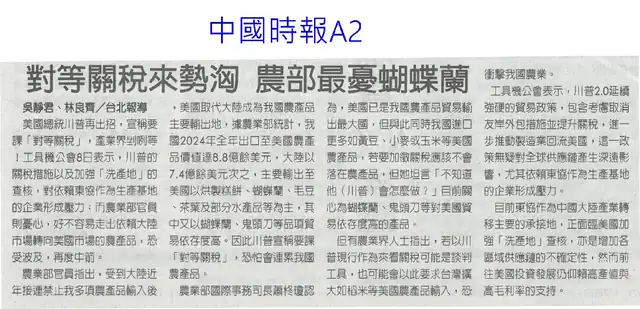 中國時報A2
對等關稅來勢洶 農部最憂蝴蝶蘭
吳靜君、林良齊/台北報導
美國總統川普再出招,宣稱要
課「對等關稅」,產業界剉咧等
!工具機公會8日表示,川普的
關稅措施以及加強「洗產地」的
查核,對依賴東協作為生產基地
的企業形成壓力;而農業部官員
則憂心,好不容易走出依賴大陸
市場轉向美國市場的農產品,恐
受波及,再度中箭。
農業部官員指出,受到大陸近
年接連禁止我多項農產品輸入後
,美國取代大陸成為我國農產品
主要輸出地,據農業部統計,我
國2024年全年出口至美國農產
品價值達8.8億餘美元,大陸以
7.4億餘美元次之,主要輸出至
美國以烘製糕餅、蝴蝶蘭、毛豆
、茶葉及部分水產品等為主,其
中又以蝴蝶蘭、鬼頭刀等品項貿
易依存度高。因此川普宣稱要課
「對等關稅」,恐怕會連累我國
農產品。
農業部國際事務司長蕭柊瓊認
為,美國已是我國農產品貿易輸
出最大國,但與此同時我國進口
更多如黃豆、小麥或玉米等美國
農產品,若要加徵關稅應該不會
落在農產品,但她坦言「不知道
他(川普)會怎麼做?」目前關
心為蝴蝶蘭、鬼頭刀等對美國貿
易依存度高的產品。
但有農業界人士指出,若以川
普現行作為來看關稅可能是談判
工具,也可能會以此要求台灣擴
大如稻米等美國農產品輸入,恐
衝擊我國農業。
工具機公會表示,川普2.0延續
強硬的貿易政策,包含考慮取消
友岸外包措施並提升關稅,進一
步推動製造業回流美國,這一政
策無疑對全球供應鏈產生深遠影
響,尤其依賴東協作為生產基地
的企業形成壓力。
目前東協作為中國大陸產業轉
移主要的承接地,正面臨美國加
強「洗產地」查核,亦是增加各
區域供應鏈的不確定性,然而前
往美國投資發展仍仰賴高產值與
高毛利率的支持。